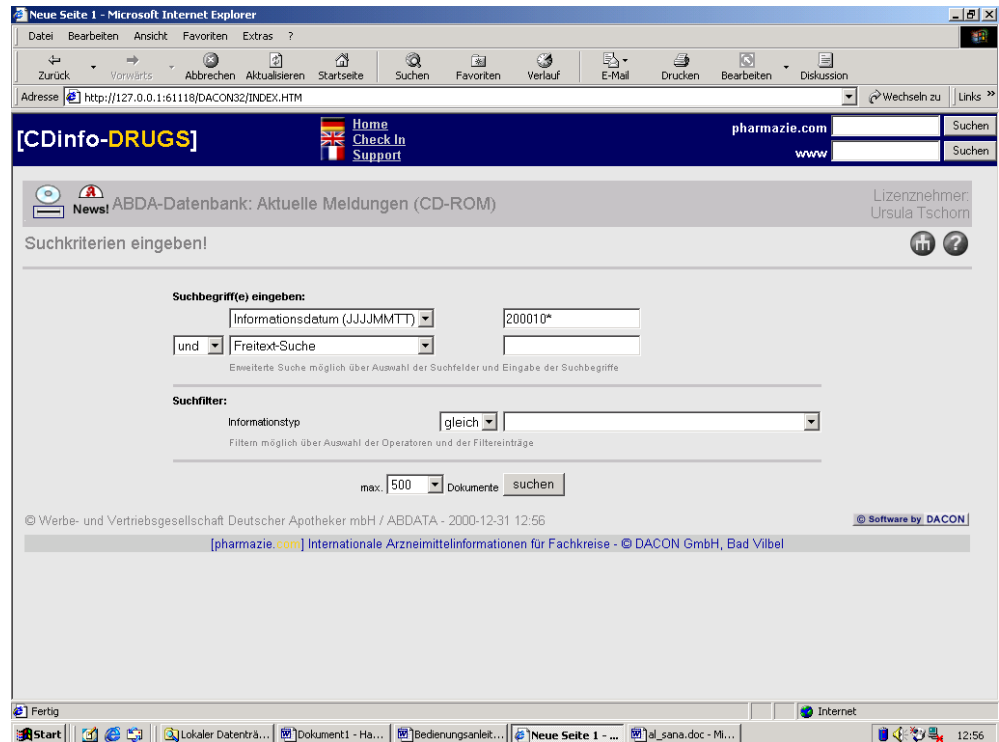 Neue Seite 1 - Microsoft Internet Explorer
Datei Bearbeiten Ansicht Favoriten Extras ?
Zurück Vorwärts Abbrechen Aktualisieren Startseite Suchen Favoriten Verlauf E-Mail Drucken Bearbeiten Diskussion
Adresse http://127.0.0.1:61118/DACON32/INDEX.HTM Wechseln zu Links »
[CDinfo-DRUGS]
Home
Check In
Support
pharmazie.com Suchen
www Suchen
News! ABDA-Datenbank: Aktuelle Meldungen (CD-ROM)
Lizenznehmer:
Ursula Tschorn
Suchkriterien eingeben!
Suchbegriff(e) eingeben:
Informationsdatum (JJJJMMTT) 200010*
und Freitext-Suche
Erweiterte Suche möglich über Auswahl der Suchfelder und Eingabe der Suchbegriffe
Suchfilter:
Informationstyp gleich
Filtern möglich über Auswahl der Operatoren und der Filtereinträge
max. 500 Dokumente suchen
© Werbe- und Vertriebsgesellschaft Deutscher Apotheker mbH / ABDATA - 2000-12-31 12:56
© Software by DACON
[pharmazie.com] Internationale Arzneimittelinformationen für Fachkreise - © DACON GmbH, Bad Vilbel
Fertig Internet
Start Lokaler Datenträ... Dokument1 - Ha... Bedienungsanleit... Neue Seite 1 - ... al_sana.doc - Mi... 12:56